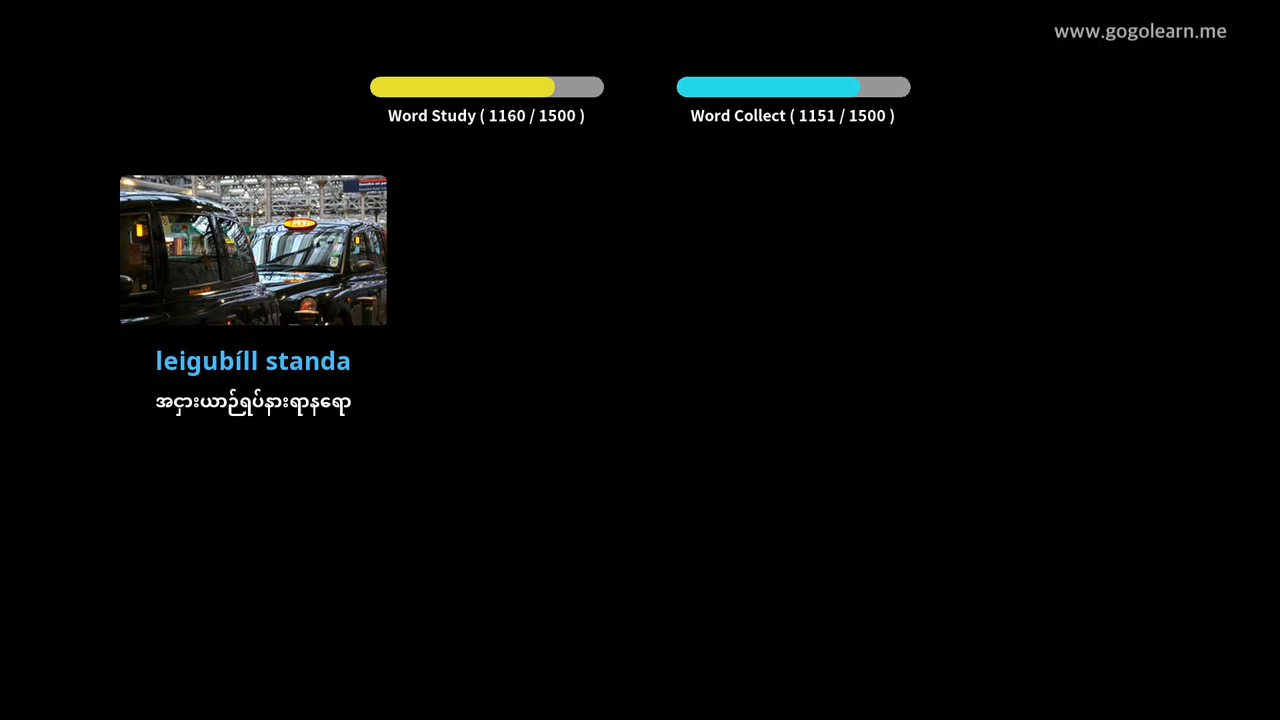 www.gogolearn.me
Word Study ( 1160 / 1500 )
Word Collect ( 1151 / 1500 )
TAXI
leigubíll standa
အငှားယာဉ်ရပ်နားရာနရော